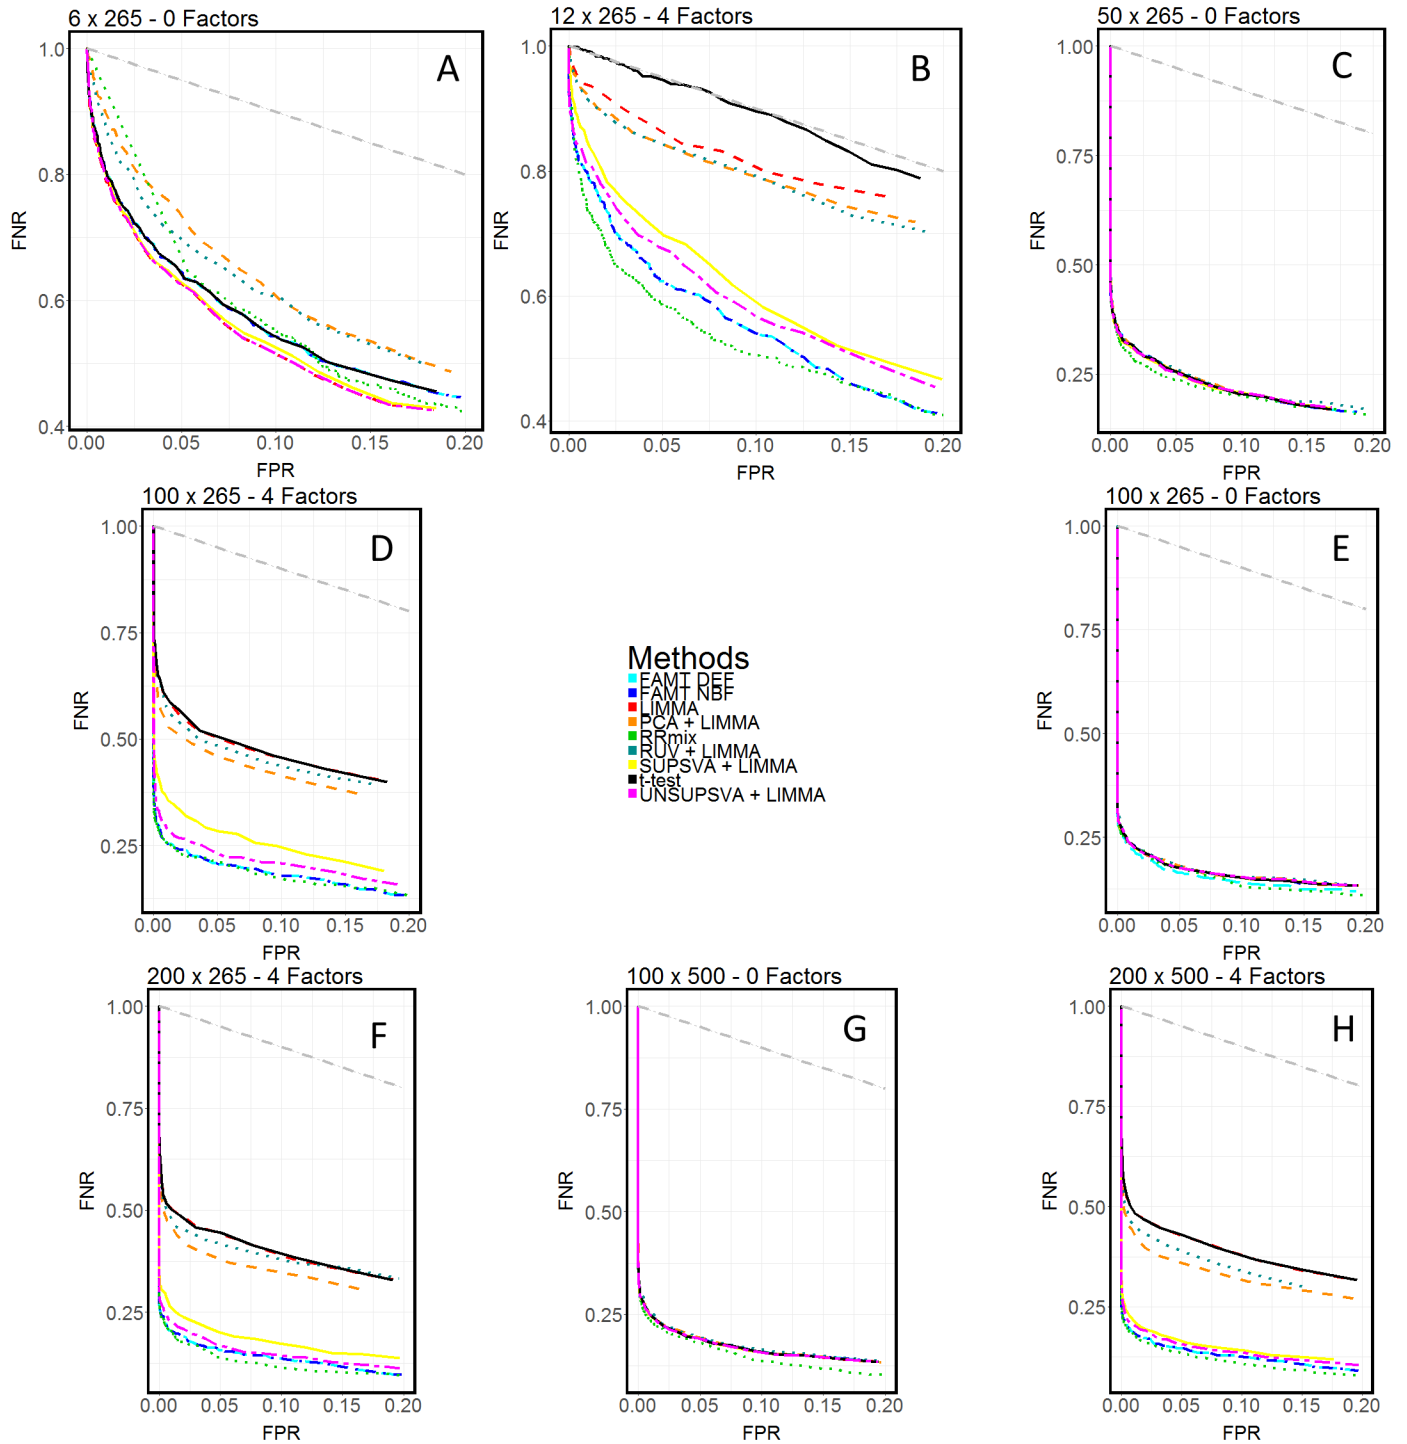 6 x 265 - 0 Factors
A
1.0
0.8
0.6
0.4
FNR
0.00 0.05 0.10 0.15 0.20
FPR
12 x 265 - 4 Factors
B
1.0
0.8
0.6
0.4
FNR
0.00 0.05 0.10 0.15 0.20
FPR
50 x 265 - 0 Factors
C
1.00
0.75
0.50
0.25
FNR
0.00 0.05 0.10 0.15 0.20
FPR
100 x 265 - 4 Factors
D
1.00
0.75
0.50
0.25
FNR
0.00 0.05 0.10 0.15 0.20
FPR
Methods
FAMT DEF
FAMT NBF
LIMMA
PCA + LIMMA
RRmix
RUV + LIMMA
SUPSVA + LIMMA
t-test
UNSUPSVA + LIMMA
100 x 265 - 0 Factors
E
1.00
0.75
0.50
0.25
FNR
0.00 0.05 0.10 0.15 0.20
FPR
200 x 265 - 4 Factors
F
1.00
0.75
0.50
0.25
FNR
0.00 0.05 0.10 0.15 0.20
FPR
100 x 500 - 0 Factors
G
1.00
0.75
0.50
0.25
FNR
0.00 0.05 0.10 0.15 0.20
FPR
200 x 500 - 4 Factors
H
1.00
0.75
0.50
0.25
FNR
0.00 0.05 0.10 0.15 0.20
FPR